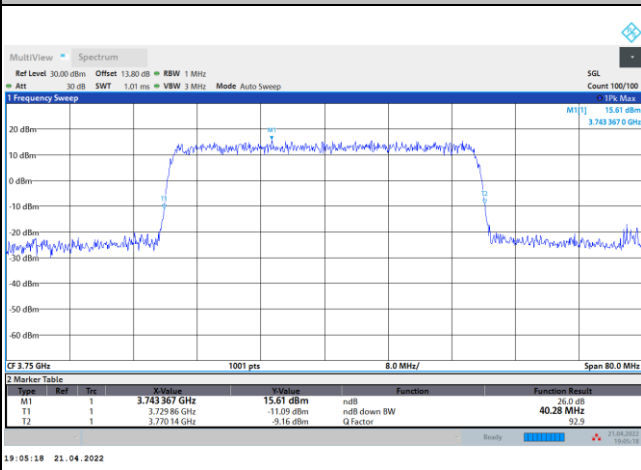 MultiView Spectrum
Ref Level 30.00 dBm Offset 13.80 dB RBW 1 MHz SGL
Att 30 dB SWT 1.01 ms VBW 3 MHz Mode Auto Sweep Count 100/100
1 Frequency Sweep 1Pk Max
M1[1] 15.61 dBm
3.743 367 0 GHz
M1
20 dBm
10 dBm
0 dBm
T1 T2
-10 dBm
-20 dBm
-30 dBm
-40 dBm
-50 dBm
-60 dBm
CF 3.75 GHz 1001 pts 8.0 MHz/ Span 80.0 MHz
2 Marker Table
Type Ref Trc X-Value Y-Value Function Function Result
M1 1 3.743 367 GHz 15.61 dBm ndB 26.0 dB
T1 1 3.729 86 GHz -11.09 dBm ndB down BW 40.28 MHz
T2 1 3.770 14 GHz -9.16 dBm Q Factor 92.9
Ready 21.04.2022
19:05:18
19:05:18 21.04.2022